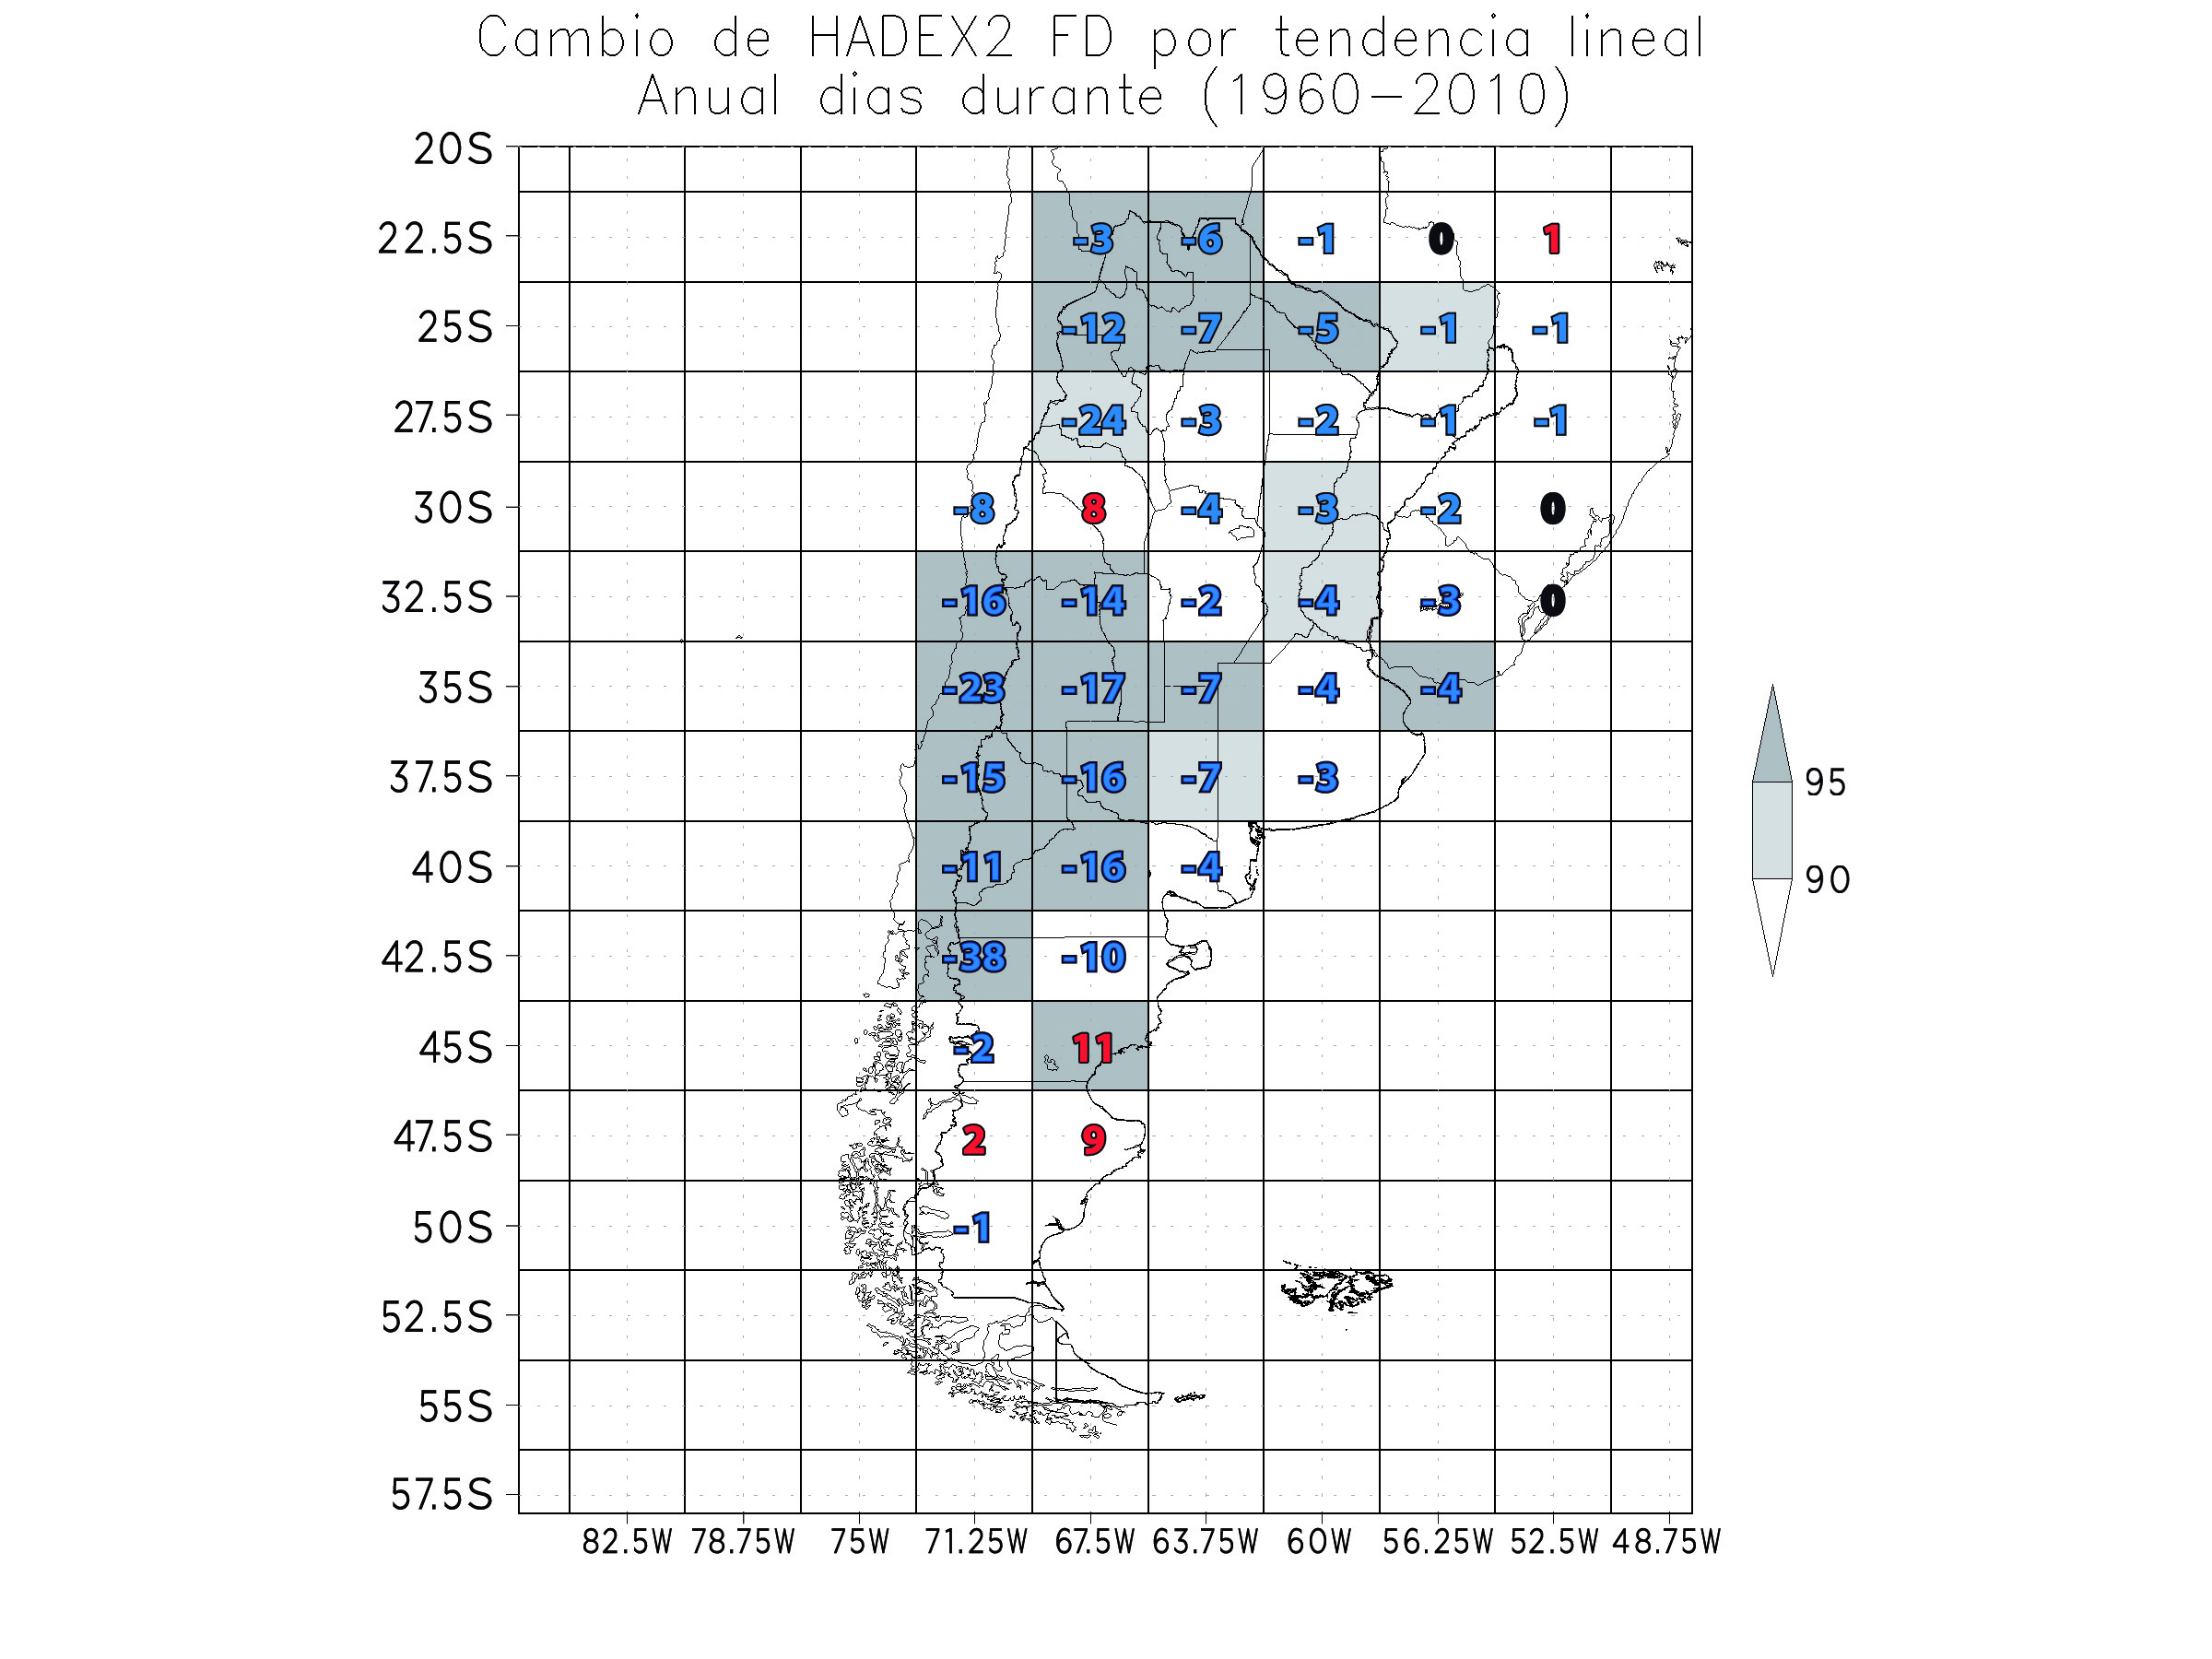 Cambio de HADEX2 FD por tendencia lineal
Anual dias durante (1960-2010)
20S
22.5S -3 -6 -1 0 1
25S -12 -7 -5 -1 -1
27.5S -24 -3 -2 -1 -1
30S -8 8 -4 -3 -2 0
32.5S -16 -14 -2 -4 -3 0
35S -23 -17 -7 -4 -4
37.5S -15 -16 -7 -3
95
40S -11 -16 -4
90
42.5S -38 -10
45S -2 11
47.5S 2 9
50S -1
52.5S
55S
57.5S
82.5W 78.75W 75W 71.25W 67.5W 63.75W 60W 56.25W 52.5W 48.75W